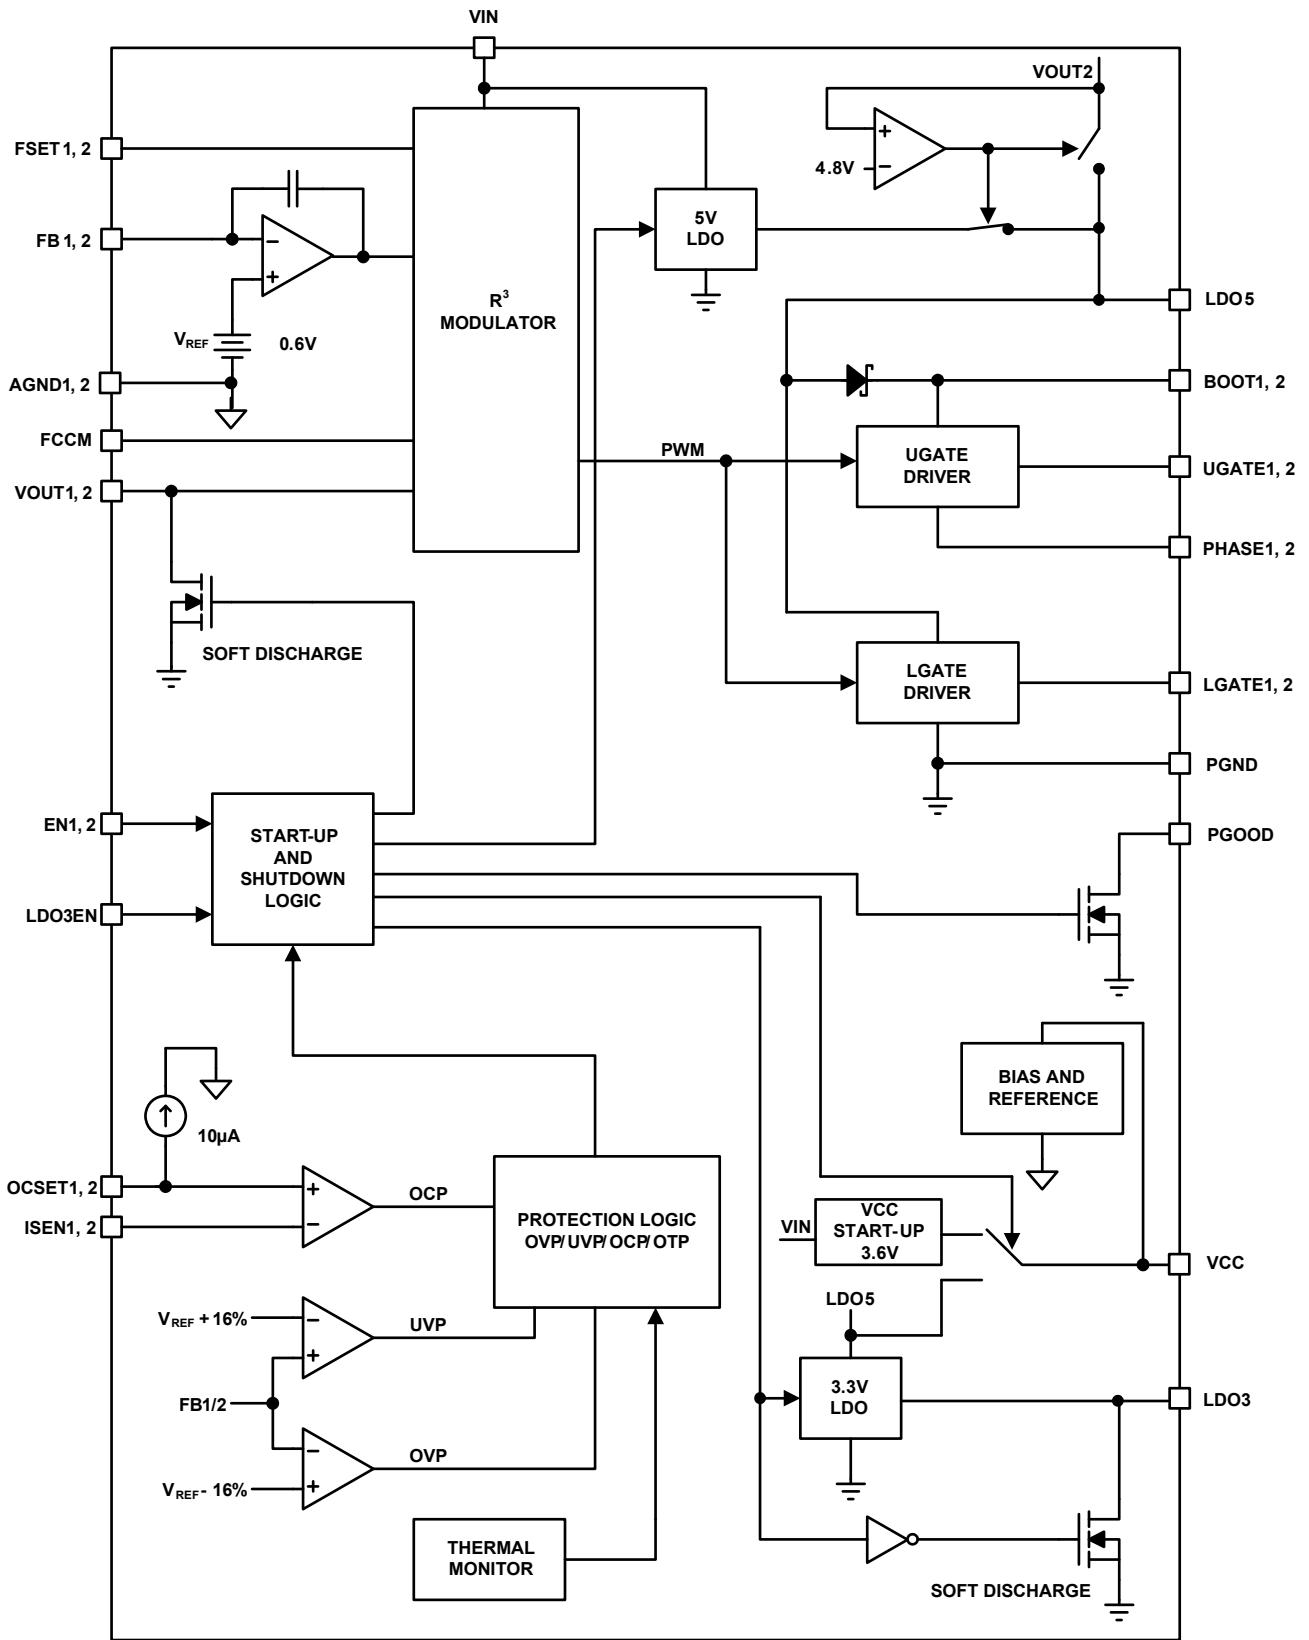 VIN
VOUT2
FSET1, 2
+
4.8V
−
5V
LDO
FB1, 2
−
+
R³
MODULATOR
LDO5
VREF
0.6V
AGND1, 2
BOOT1, 2
FCCM
PWM
UGATE
DRIVER
UGATE1, 2
VOUT1, 2
PHASE1, 2
SOFT DISCHARGE
LGATE
DRIVER
LGATE1, 2
PGND
EN1, 2
START-UP
AND
SHUTDOWN
LOGIC
PGOOD
LDO3EN
BIAS AND
REFERENCE
10µA
OCSET1, 2
+
OCP
ISEN1, 2
−
PROTECTION LOGIC
OVP/UVP/OCP/OTP
VIN
VCC
START-UP
3.6V
VCC
LDO5
VREF + 16%
−
UVP
+
3.3V
LDO
LDO3
FB1/2
−
OVP
VREF - 16%
+
THERMAL
MONITOR
SOFT DISCHARGE